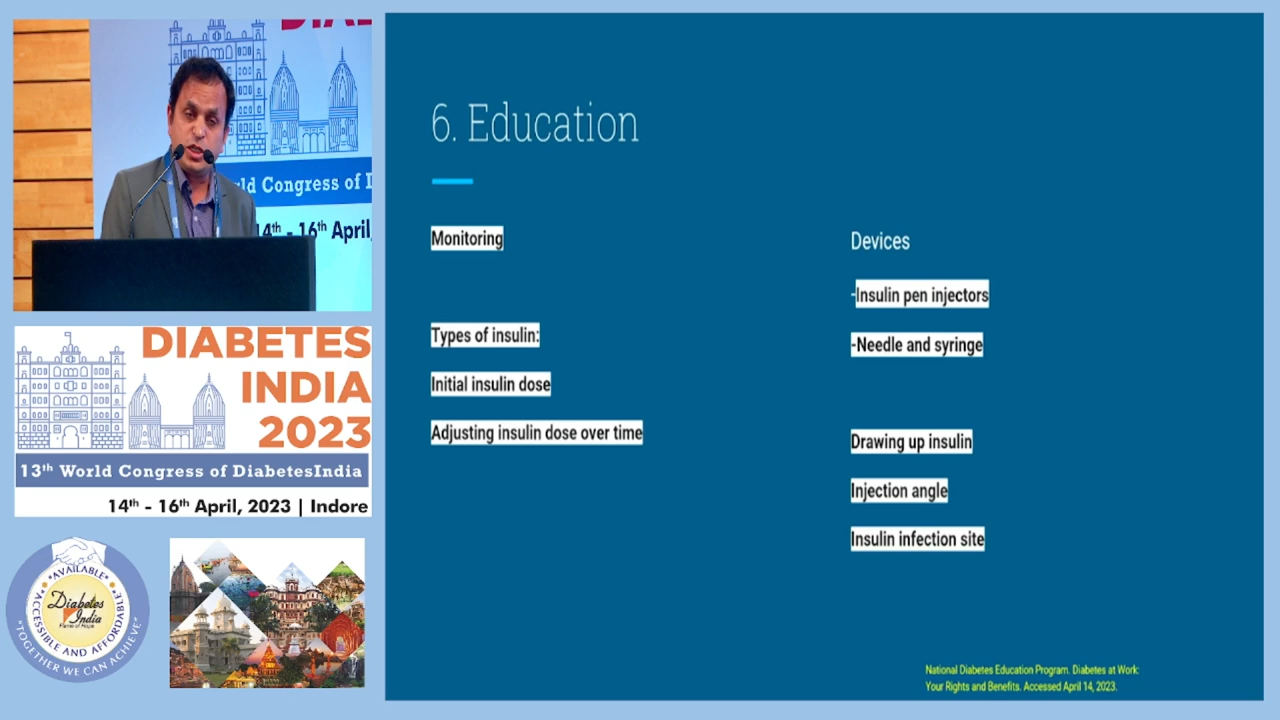 ld Congress of
14th - 16th April,
DIABETES
INDIA
2023
13th World Congress of DiabetesIndia
14th - 16th April, 2023 | Indore
"AVAILABLE"
"ACCESSIBLE AND AFFORDABLE"
Diabetes
India
"TOGETHER WE CAN ACHIEVE"
6. Education
Monitoring
Types of insulin:
Initial insulin dose
Adjusting insulin dose over time
Devices
-Insulin pen injectors
-Needle and syringe
Drawing up insulin
Injection angle
Insulin infection site
National Diabetes Education Program. Diabetes at Work:
Your Rights and Benefits. Accessed April 14, 2023.